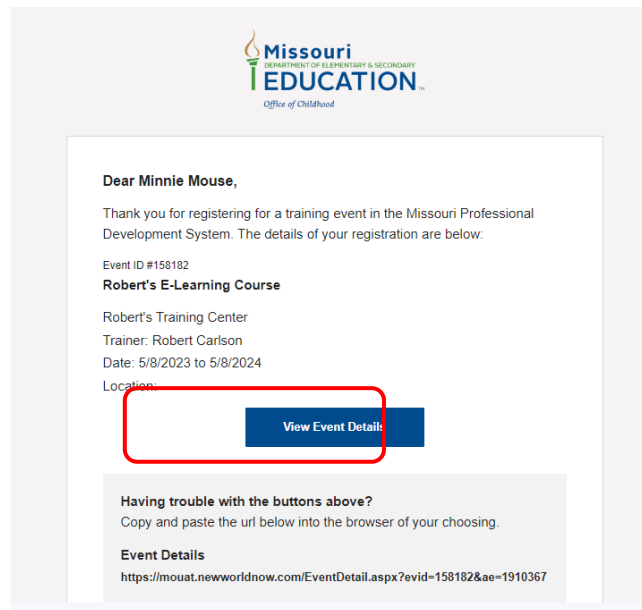 Missouri
DEPARTMENT OF ELEMENTARY & SECONDARY
EDUCATION
Office of Childhood
Dear Minnie Mouse,
Thank you for registering for a training event in the Missouri Professional
Development System. The details of your registration are below:
Event ID #158182
Robert's E-Learning Course
Robert's Training Center
Trainer: Robert Carlson
Date: 5/8/2023 to 5/8/2024
Location:
View Event Details
Having trouble with the buttons above?
Copy and paste the url below into the browser of your choosing.
Event Details
https://mouat.newworldnow.com/EventDetail.aspx?evid=158182&ae=1910367